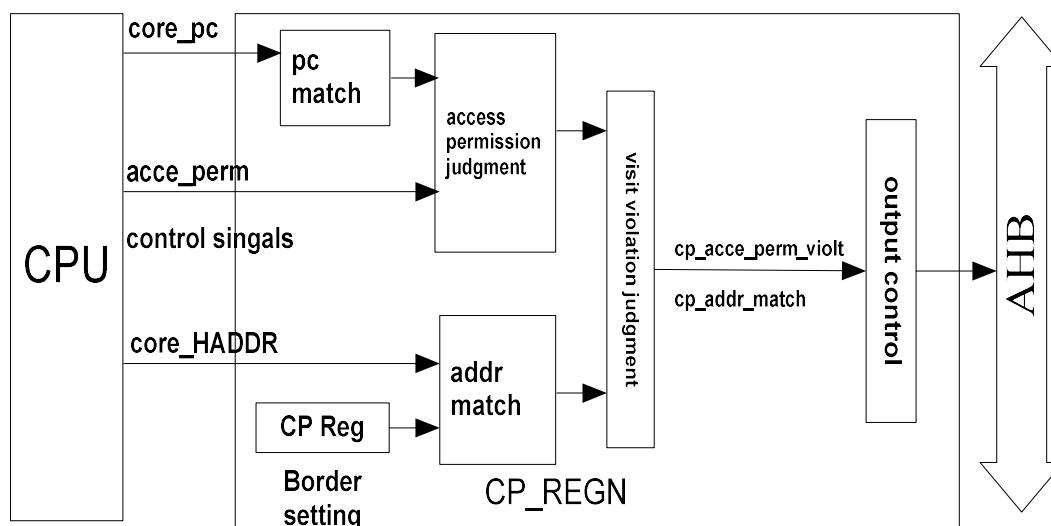 CPU
core_pc
acce_perm
control singals
core_HADDR
pc
match
access
permission
judgment
CP Reg
Border
setting
addr
match
CP_REGN
visit violation judgment
cp_acce_perm_violt
cp_addr_match
output control
AHB